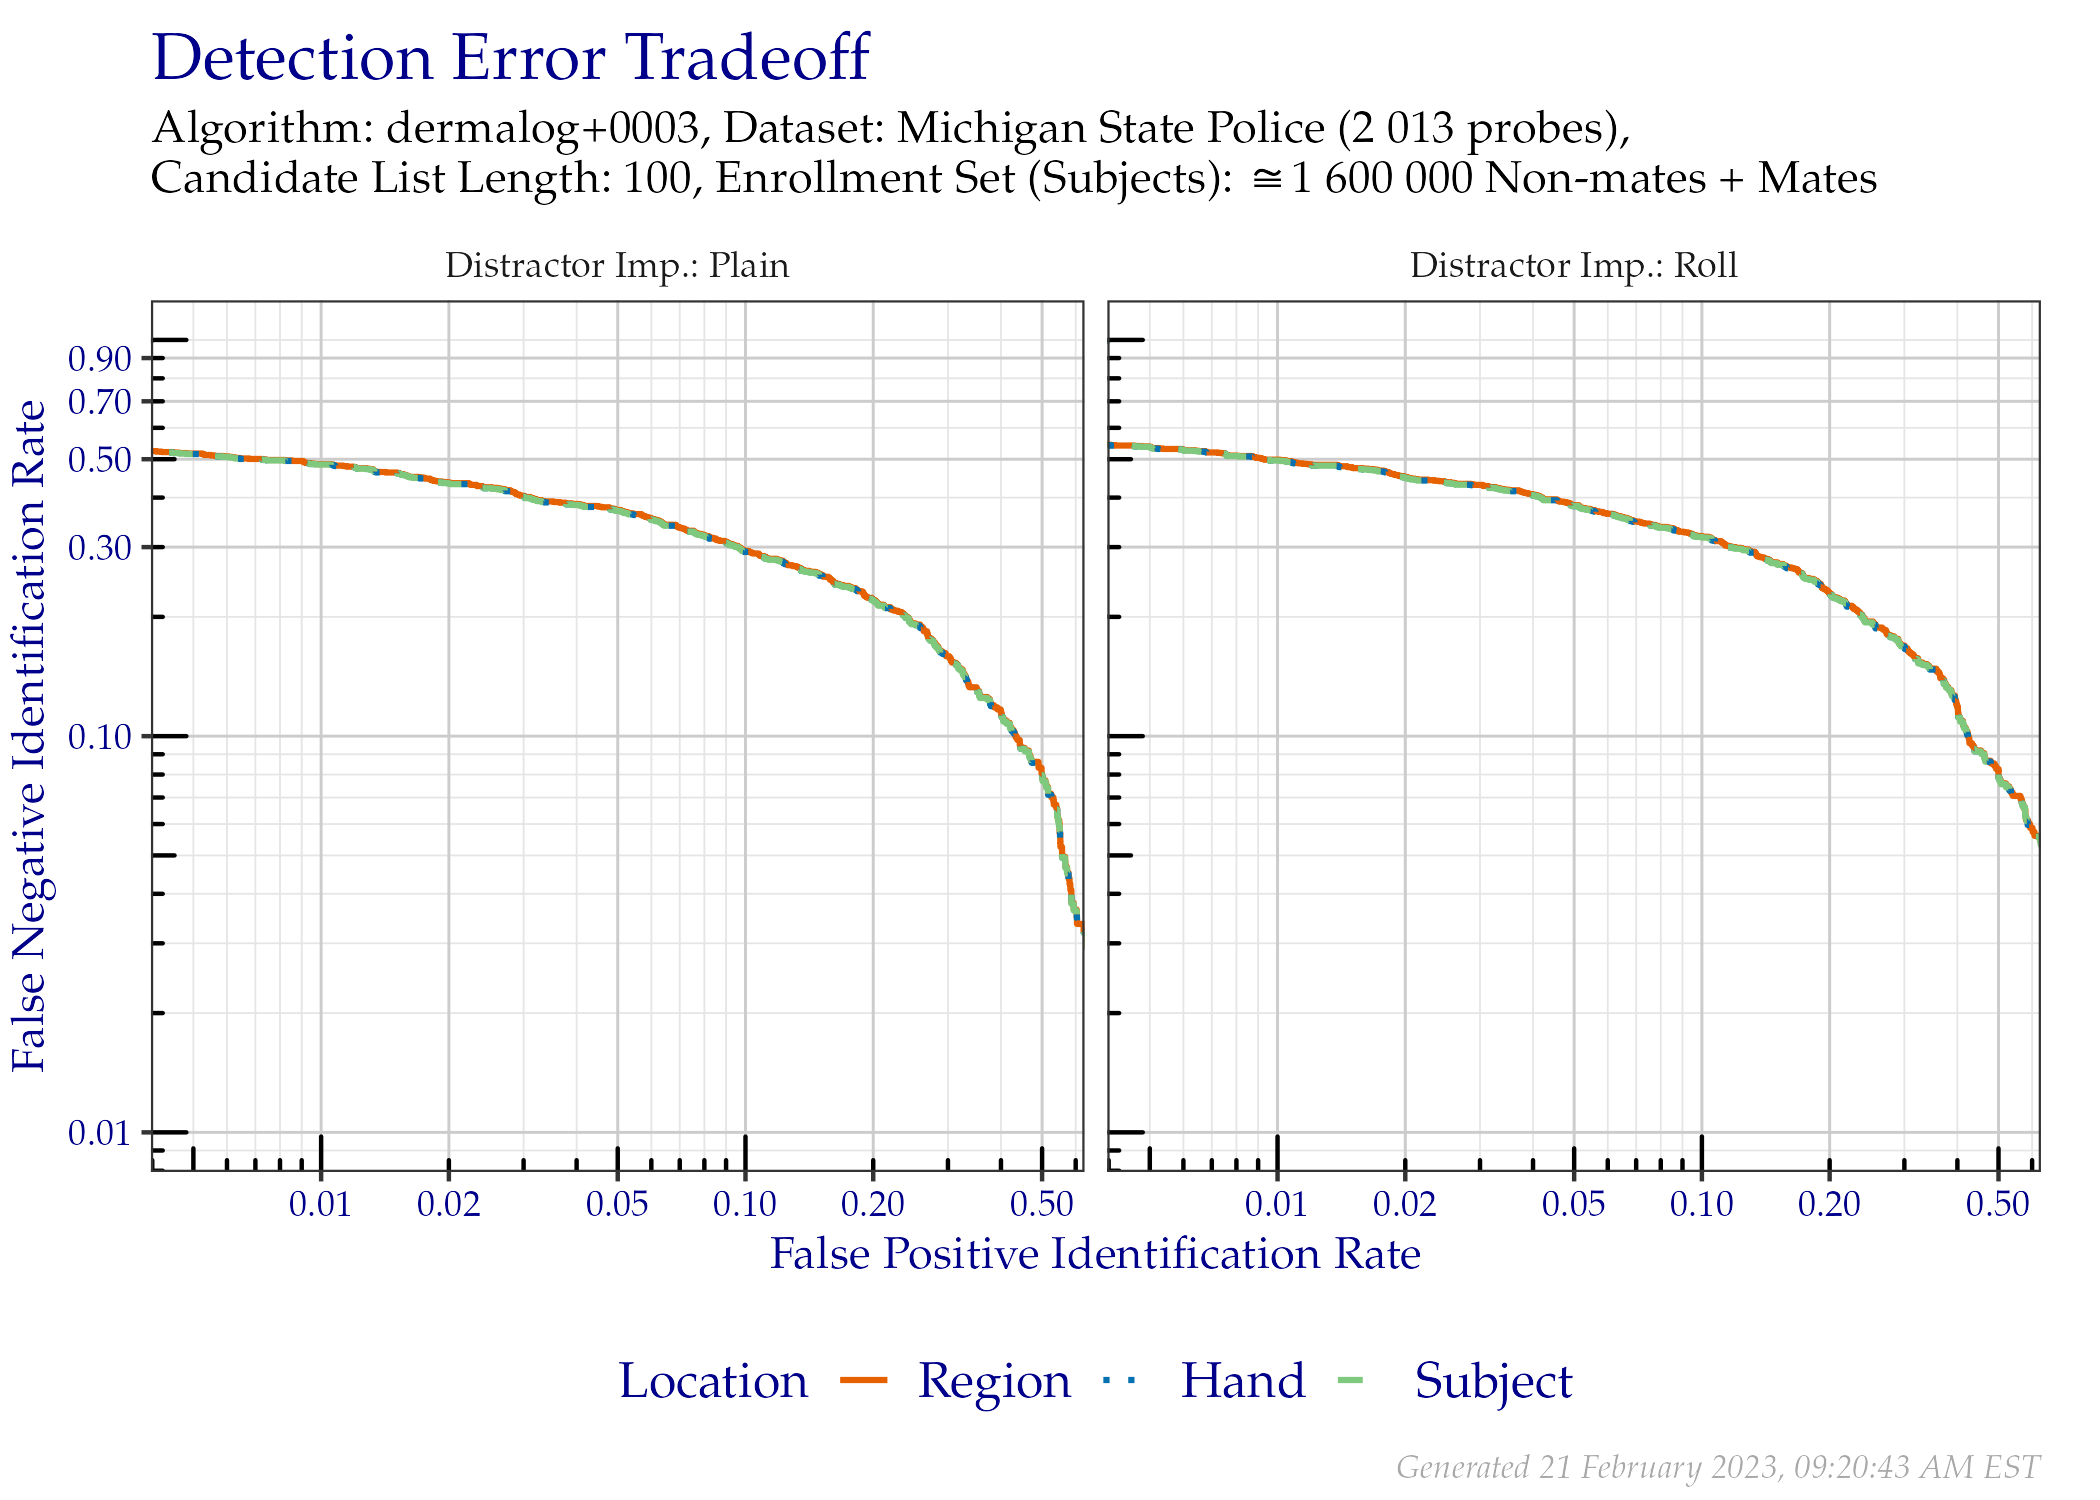 Detection Error Tradeoff
Algorithm: dermalog+0003, Dataset: Michigan State Police (2 013 probes),
Candidate List Length: 100, Enrollment Set (Subjects): ≅1 600 000 Non-mates + Mates
Distractor Imp.: Plain
Distractor Imp.: Roll
False Negative Identification Rate
0.90
0.70
0.50
0.30
0.10
0.01
0.01 0.02 0.05 0.10 0.20 0.50
0.01 0.02 0.05 0.10 0.20 0.50
False Positive Identification Rate
Location Region Hand Subject
Generated 21 February 2023, 09:20:43 AM EST